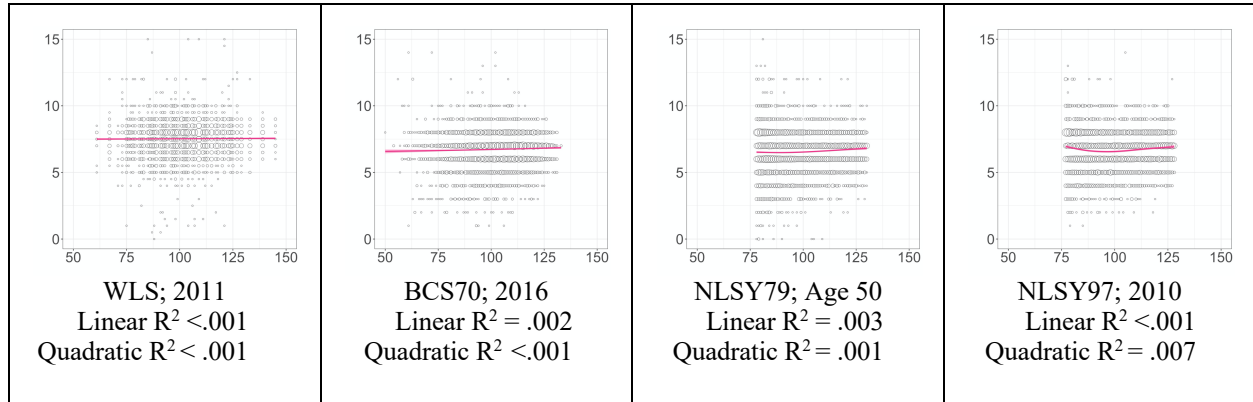 15
10
5
0
50 75 100 125 150
WLS; 2011
Linear R² <.001
Quadratic R² < .001
15
10
5
0
50 75 100 125 150
BCS70; 2016
Linear R² = .002
Quadratic R² <.001
15
10
5
0
50 75 100 125 150
NLSY79; Age 50
Linear R² = .003
Quadratic R² = .001
15
10
5
0
50 75 100 125 150
NLSY97; 2010
Linear R² <.001
Quadratic R² = .007